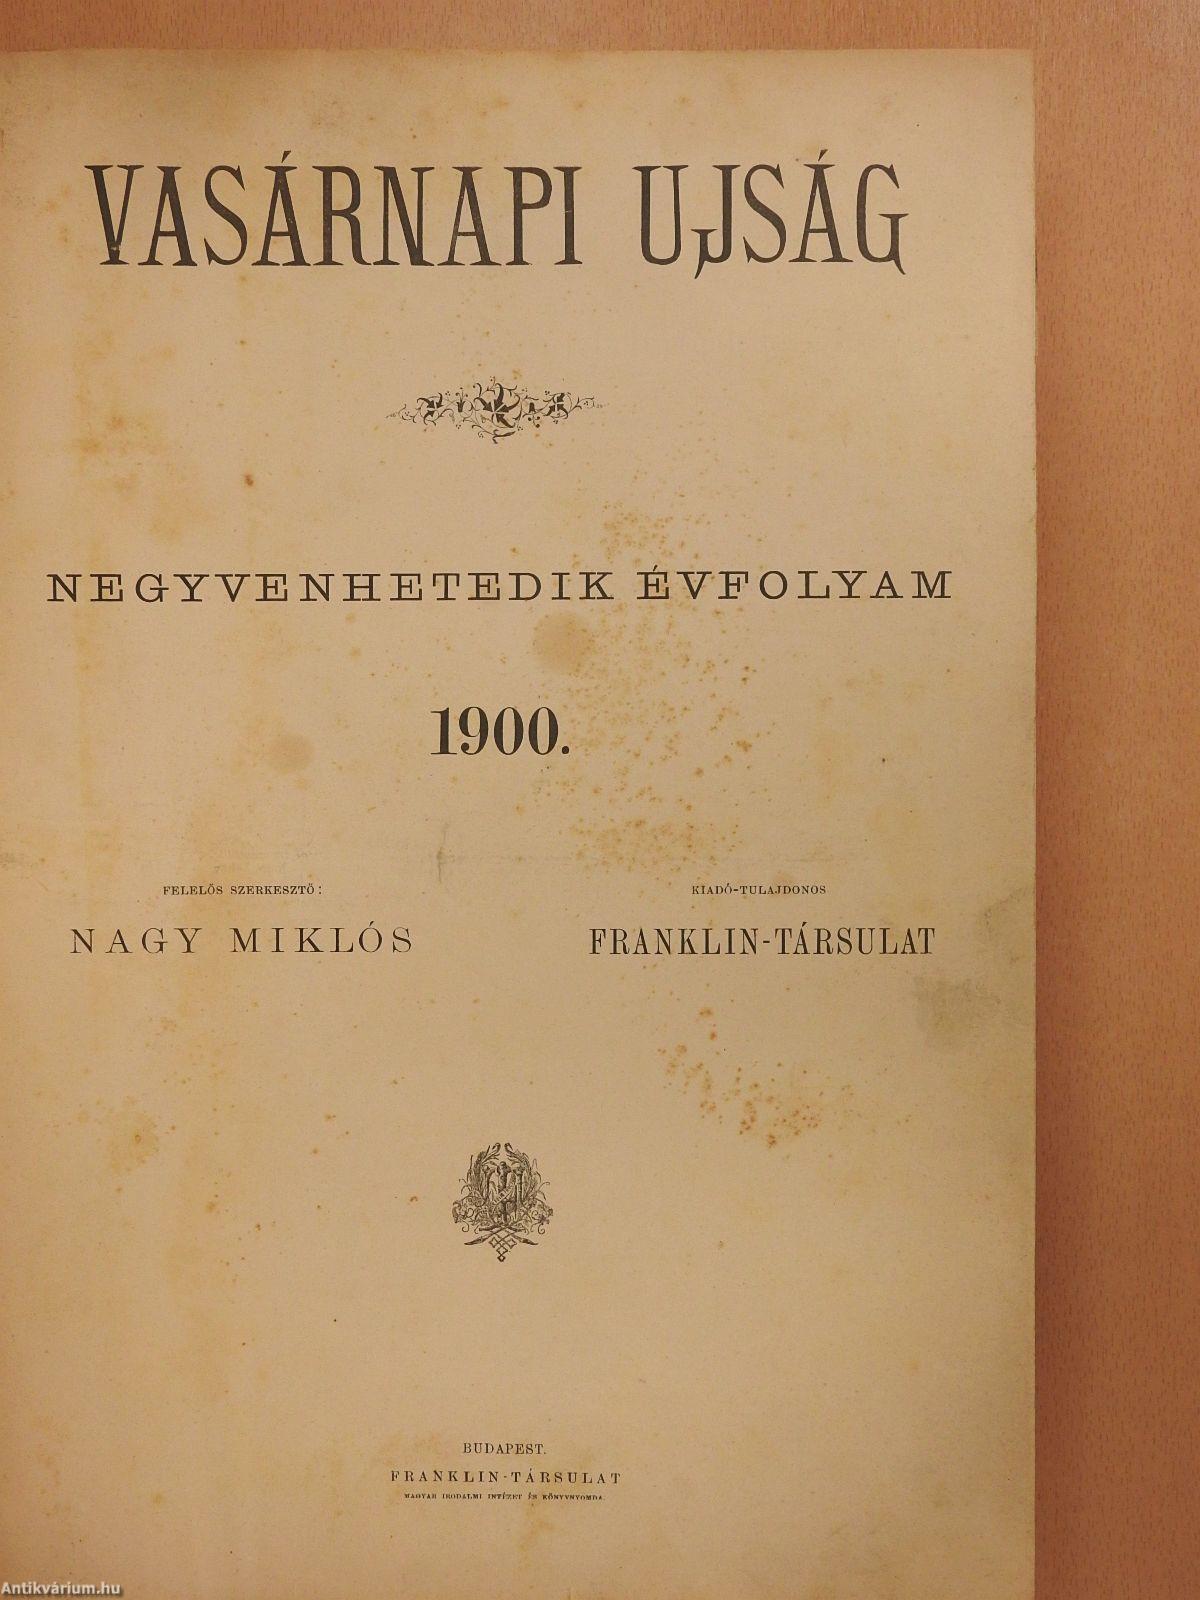 VASÁRNAPI UJSÁG
NEGYVENHETEDIK ÉVFOLYAM
1900.
FELELŐS SZERKESZTŐ:
NAGY MIKLÓS
KIADÓ-TULAJDONOS
FRANKLIN-TÁRSULAT
BUDAPEST.
FRANKLIN-TÁRSULAT
MAGYAR IRODALMI INTÉZET ÉS KÖNYVNYOMDA.
Antikvárium.hu